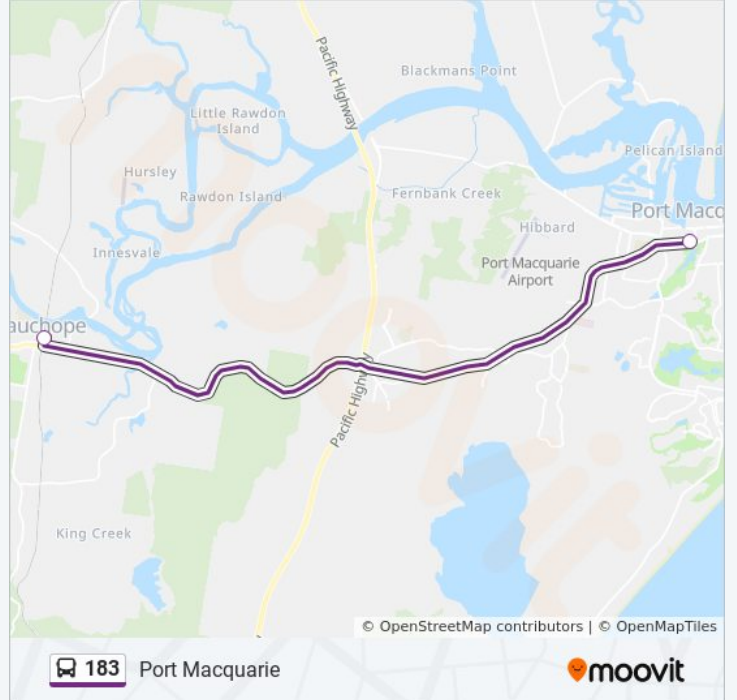 Pacific Highway
Blackmans Point
Little Rawdon
Island
Pelican Island
Hursley
Rawdon Island
Fernbank Creek
Port Macq
Hibbard
Innesvale
Port Macquarie
Airport
auchope
Pacific Highway
King Creek
© OpenStreetMap contributors | © OpenMapTiles
183 Port Macquarie
moovit